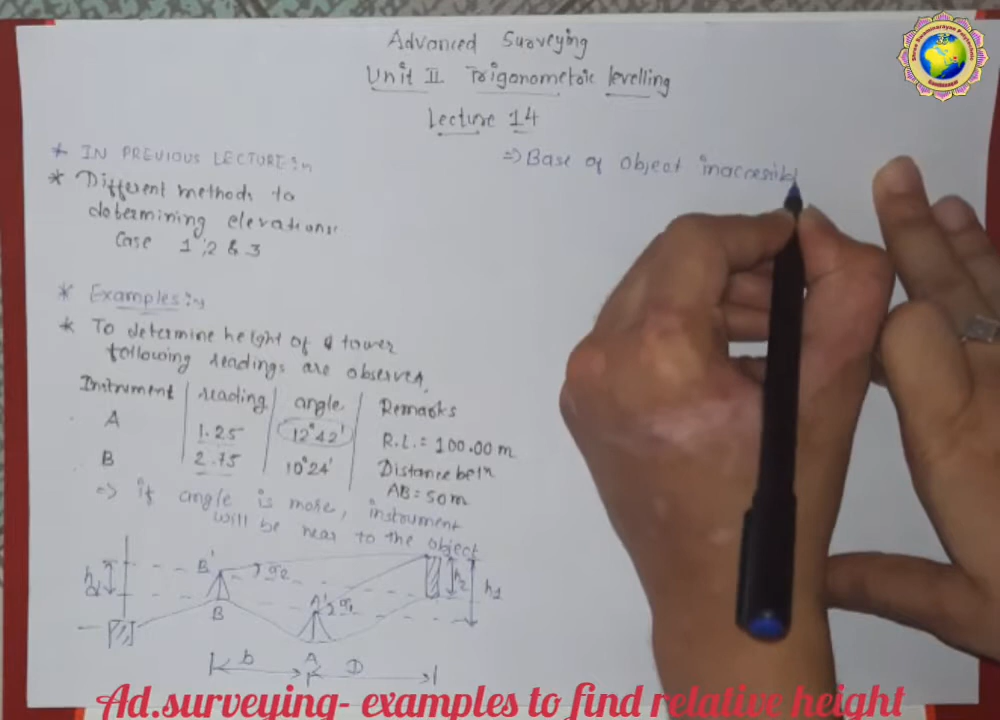 Advanced Surveying
Unit II Trigonometric levelling
Lecture 14
* IN PREVIOUS LECTURE:~
* Different methods to
determining elevations.
Case 1, 2 & 3
* Examples:~
* To determine height of a tower
following readings are observed,
Instrument reading angle Remarks
A 1.25 12°42' R.L. = 100.00 m
B 2.75 10°24' Distance betn
AB = 50m
=> if angle is more, instrument
will be near to the object
hd B' B A' A h2 h1
b D
=> Base of object inaccessibl
Ad.surveying- examples to find relative height